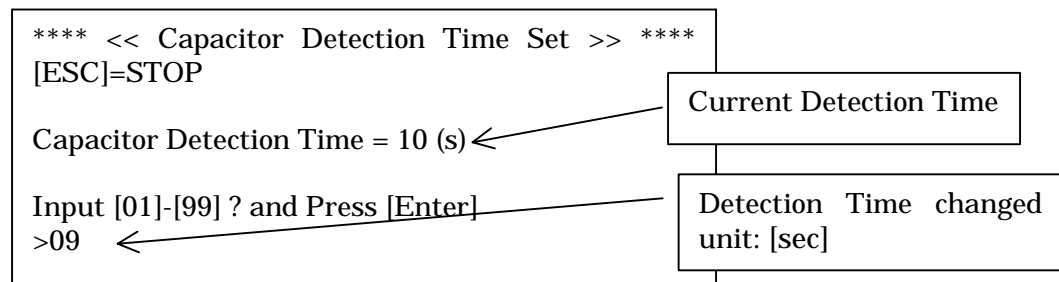 **** << Capacitor Detection Time Set >> ****
[ESC]=STOP
Current Detection Time
Capacitor Detection Time = 10 (s)
Input [01]-[99] ? and Press [Enter]
>09
Detection Time changed
unit: [sec]